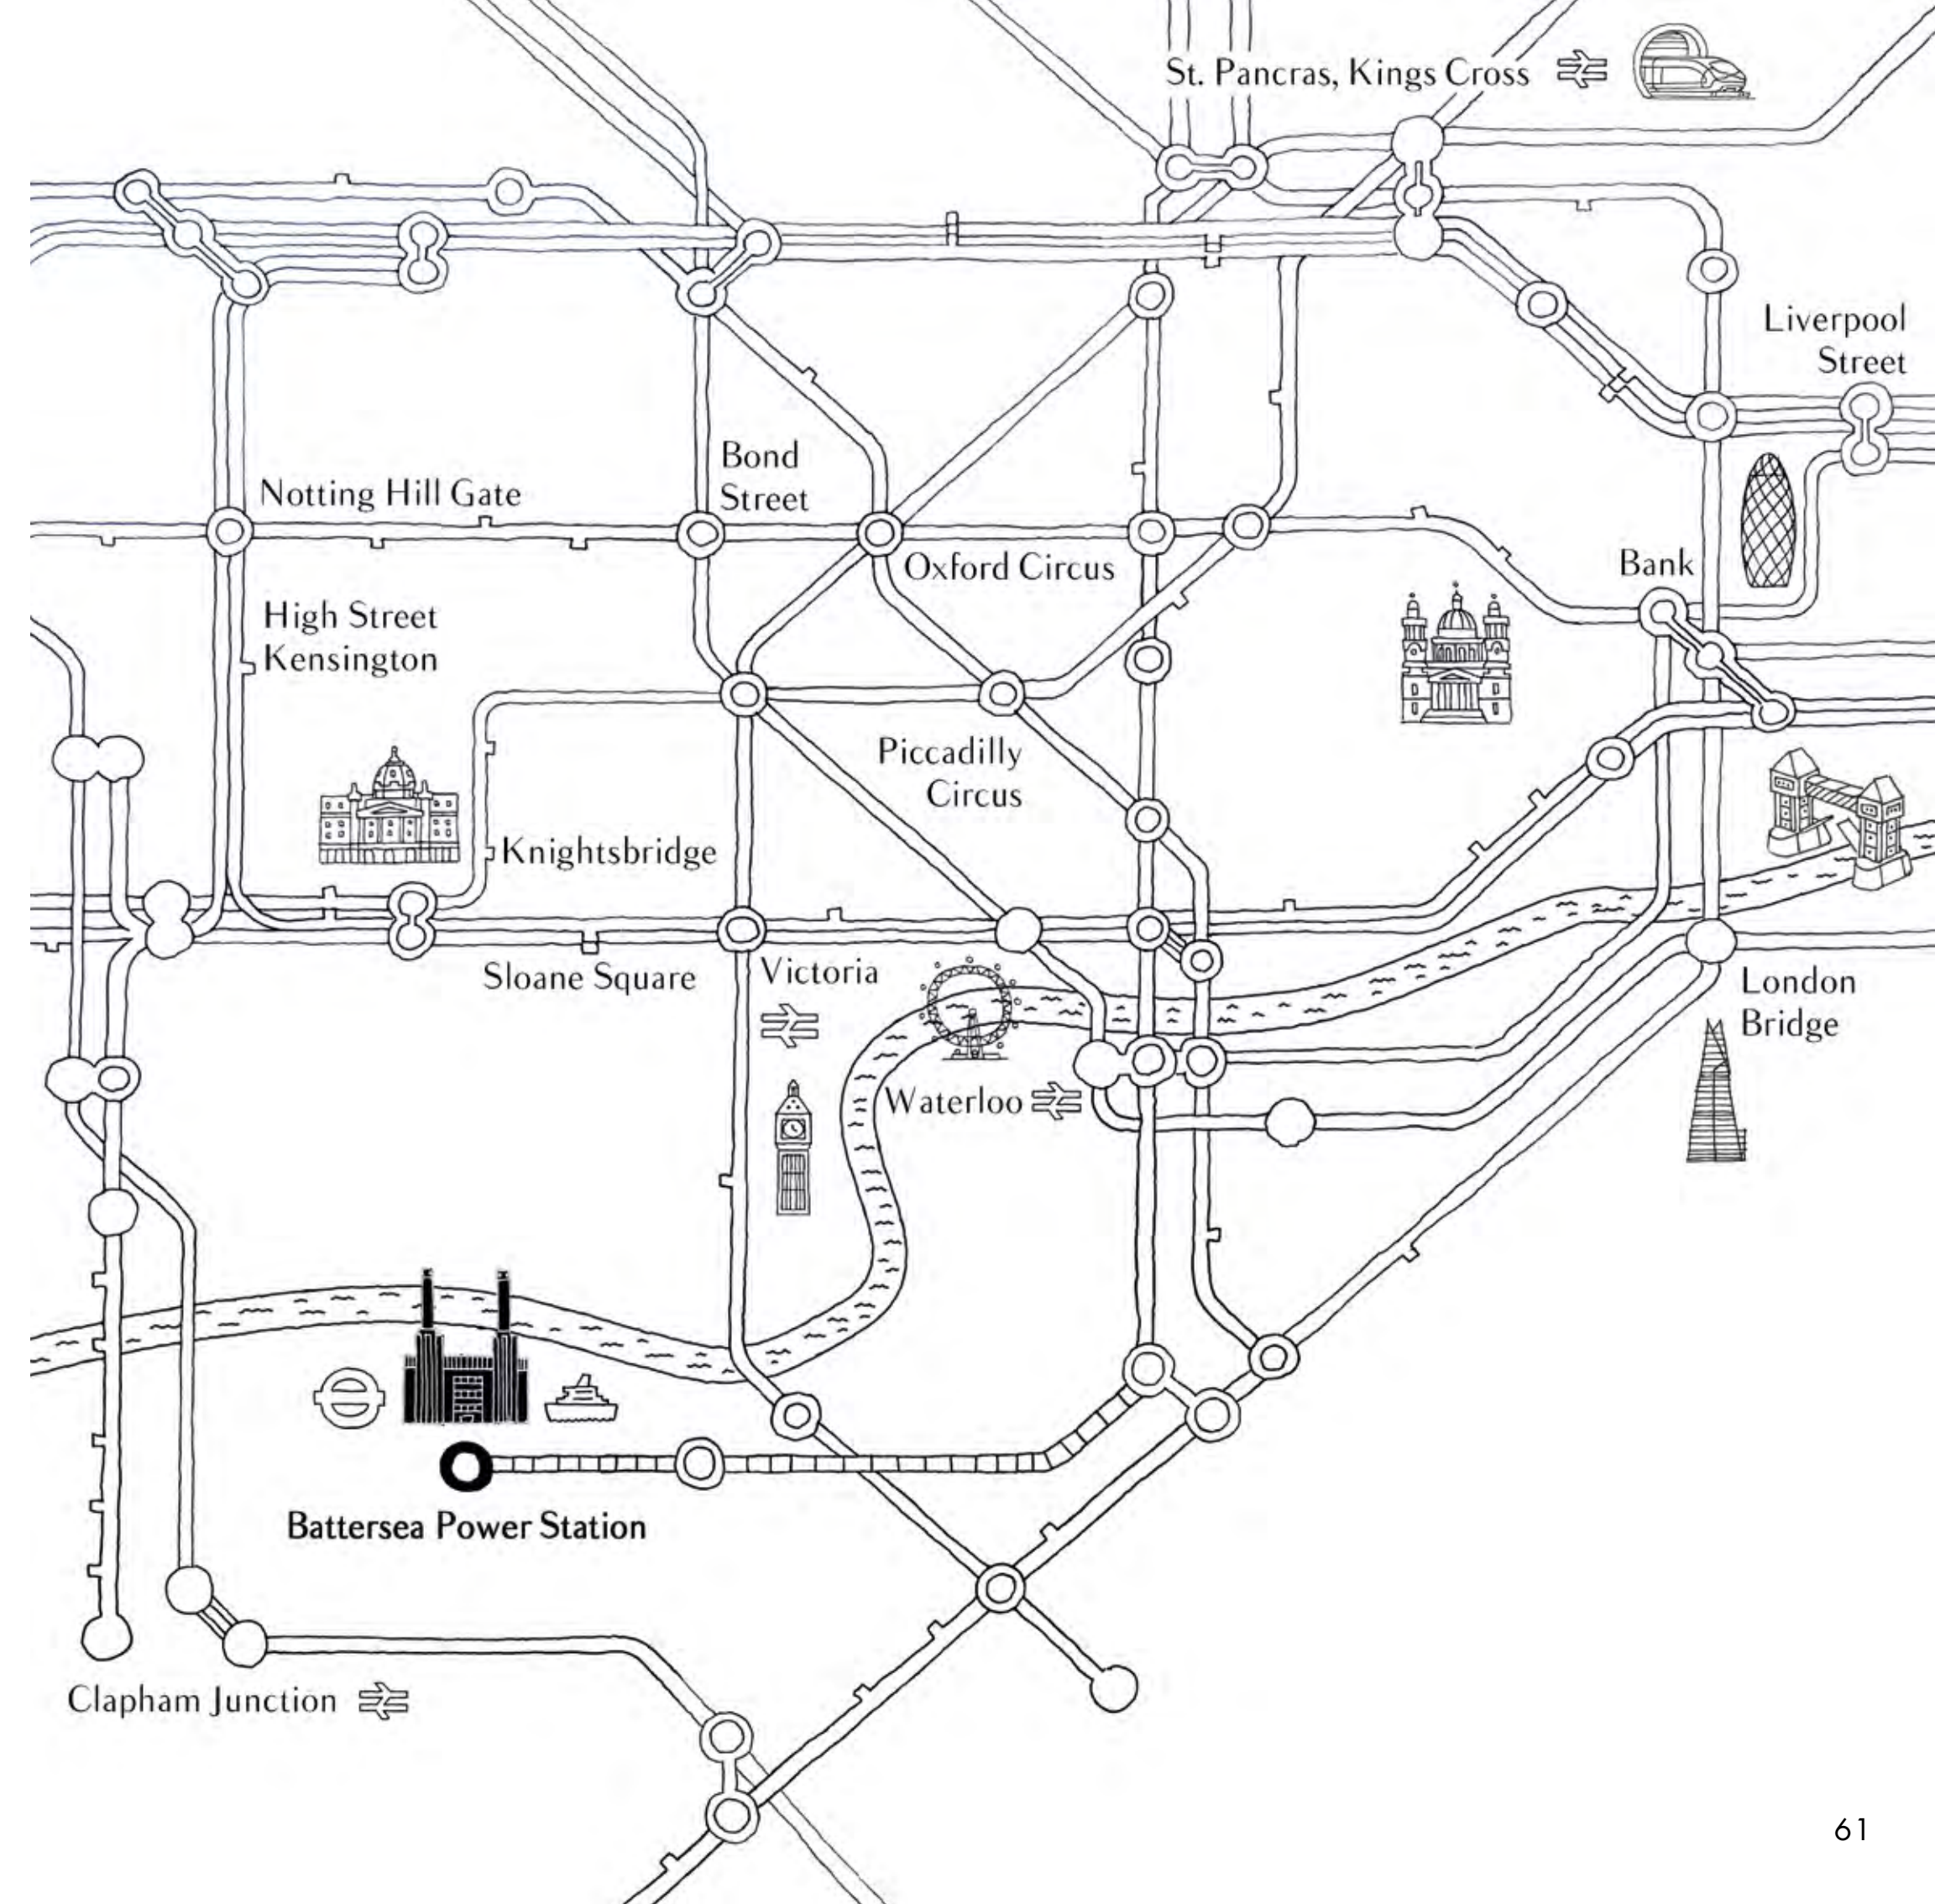 St. Pancras, Kings Cross
Liverpool
Street
Bond
Street
Notting Hill Gate
Oxford Circus
Bank
High Street
Kensington
Piccadilly
Circus
Knightsbridge
Sloane Square
Victoria
London
Bridge
Waterloo
Battersea Power Station
Clapham Junction
61